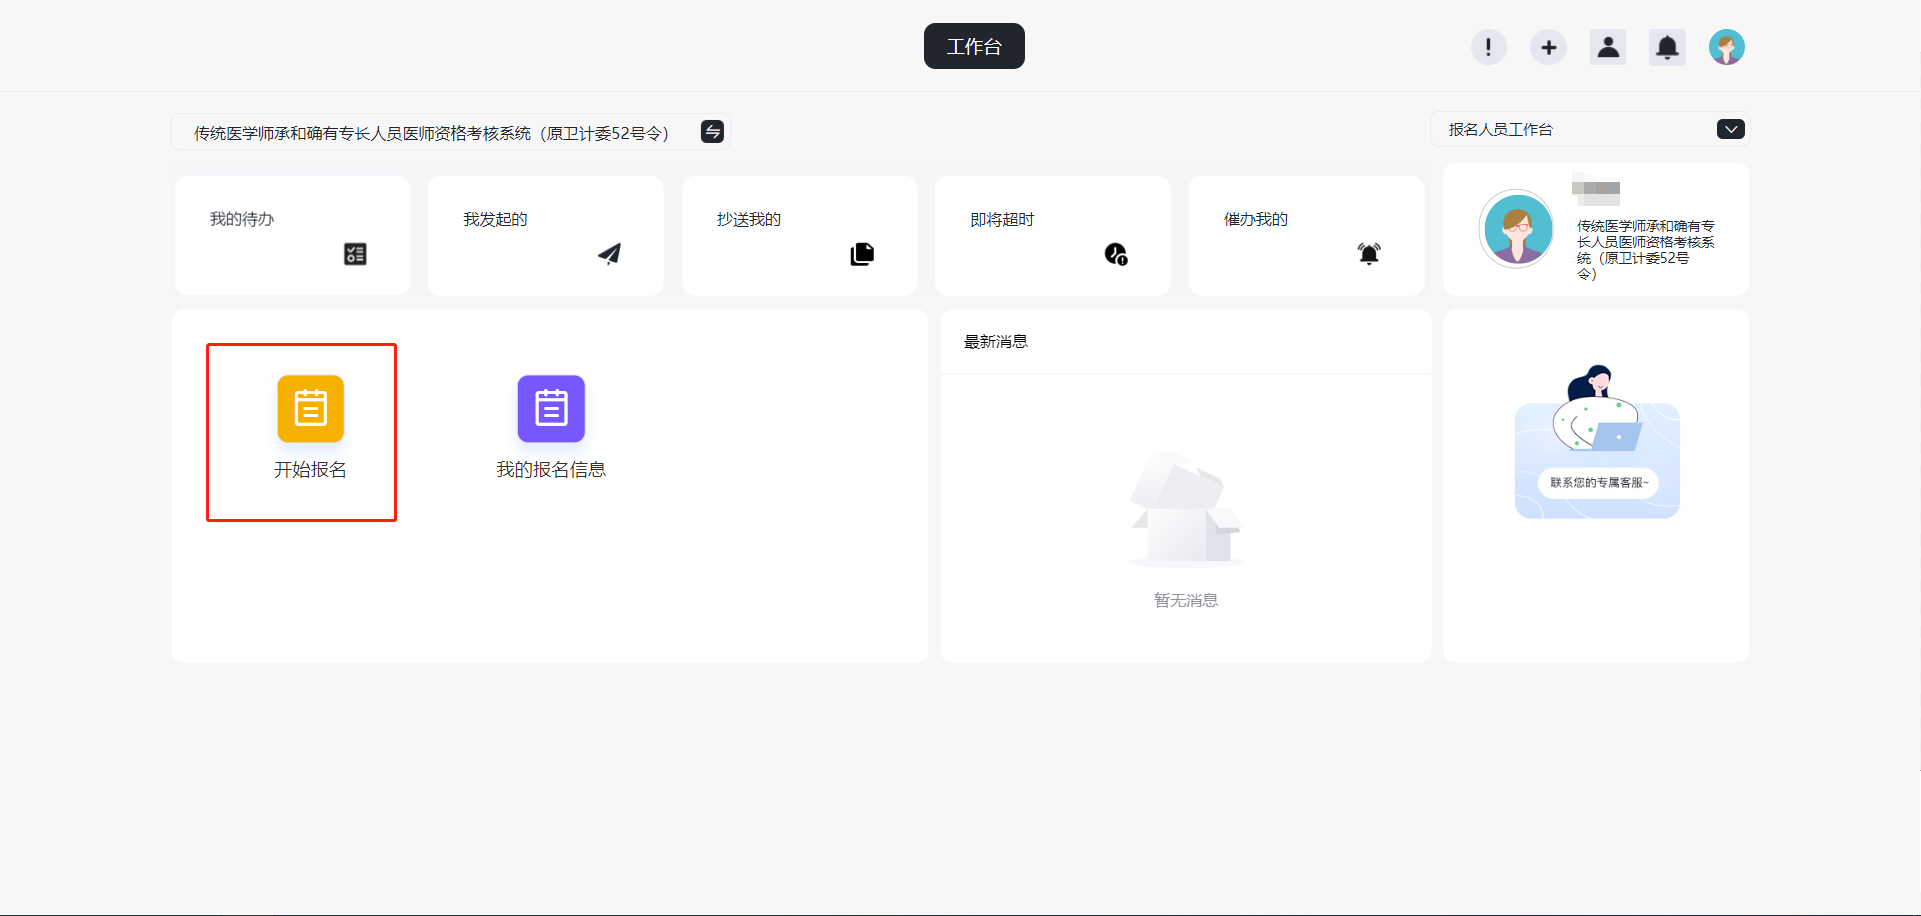 工作台
传统医学师承和确有专长人员医师资格考核系统（原卫计委52号令）
报名人员工作台
我的待办
我发起的
抄送我的
即将超时
催办我的
传统医学师承和确有专
长人员医师资格考核系
统（原卫计委52号
令）
开始报名
我的报名信息
最新消息
暂无消息
联系您的专属客服~